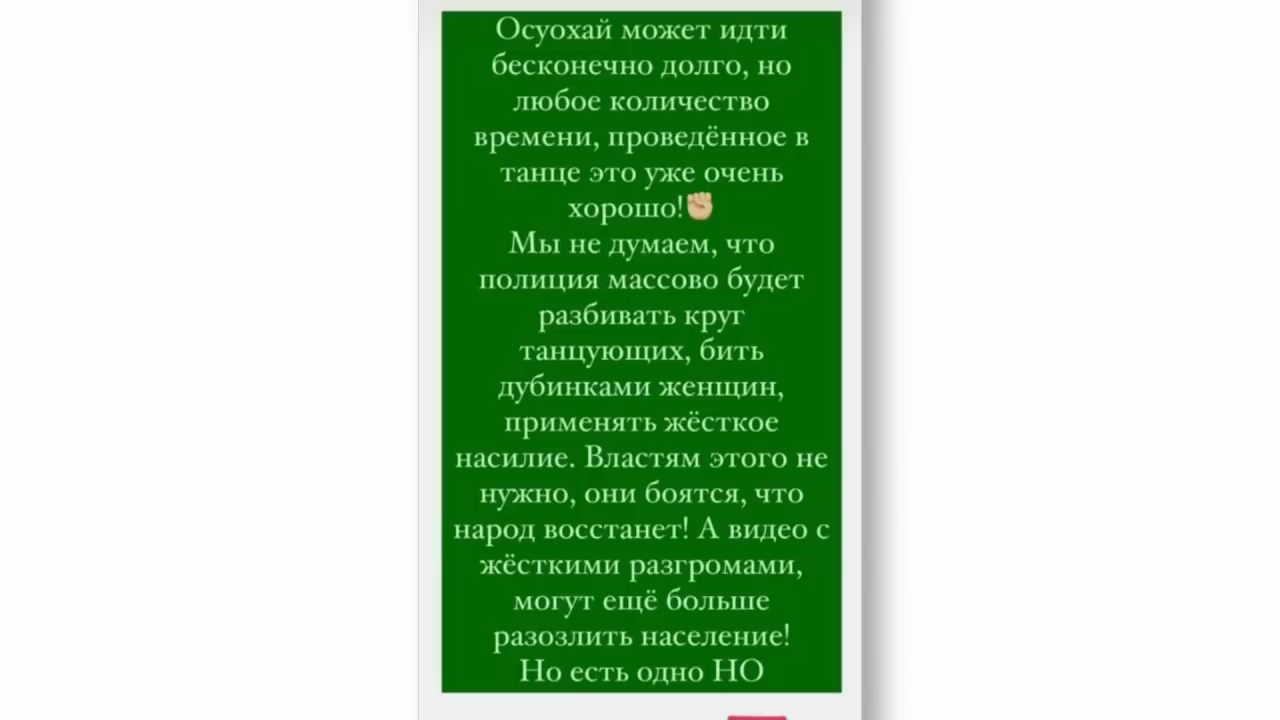 Осуохай может идти
бесконечно долго, но
любое количество
времени, проведённое в
танце это уже очень
хорошо!✊🏼
Мы не думаем, что
полиция массово будет
разбивать круг
танцующих, бить
дубинками женщин,
применять жёсткое
насилие. Властям этого не
нужно, они боятся, что
народ восстанет! А видео с
жёсткими разгромами,
могут ещё больше
разозлить население!
Но есть одно НО